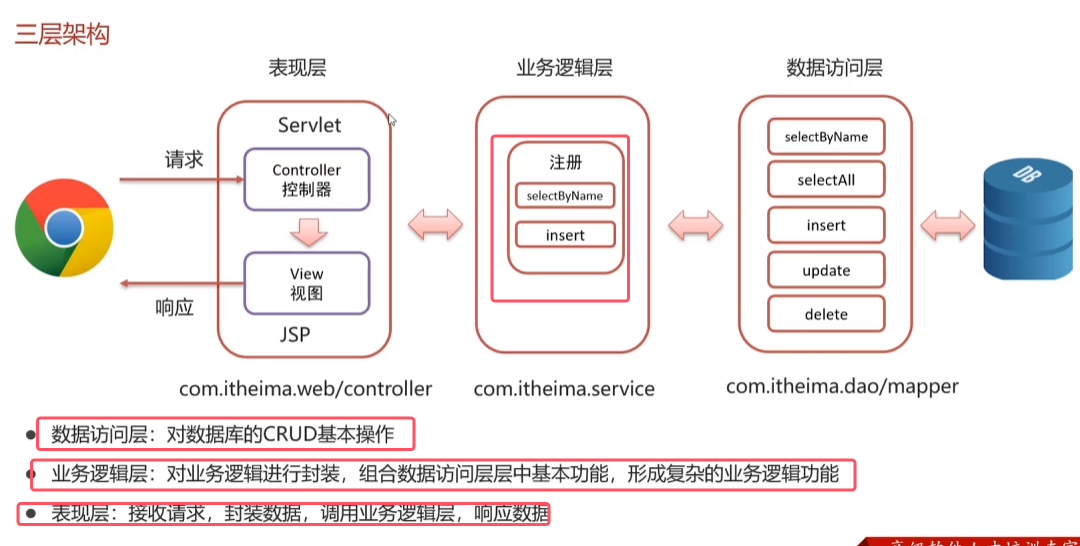 三层架构
表现层
业务逻辑层
数据访问层
Servlet
请求
Controller
控制器
View
视图
响应
JSP
注册
selectByName
insert
selectByName
selectAll
insert
update
delete
DB
com.itheima.web/controller
com.itheima.service
com.itheima.dao/mapper
数据访问层：对数据库的CRUD基本操作
业务逻辑层：对业务逻辑进行封装，组合数据访问层层中基本功能，形成复杂的业务逻辑功能
表现层：接收请求，封装数据，调用业务逻辑层，响应数据